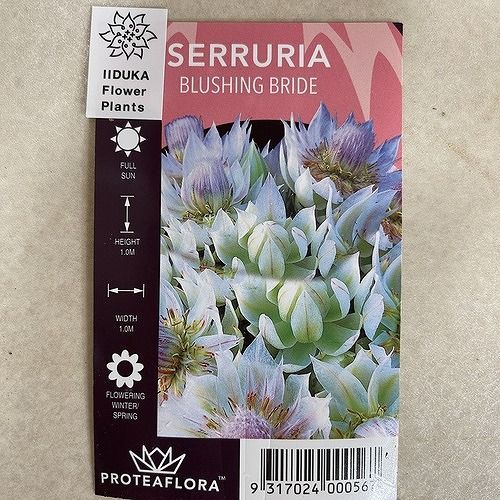 IIDUKA
Flower
Plants
SERRURIA
BLUSHING BRIDE
FULL
SUN
HEIGHT
1.0M
WIDTH
1.0M
FLOWERING
WINTER/
SPRING
PROTEAFLORA™
9 317024 00056